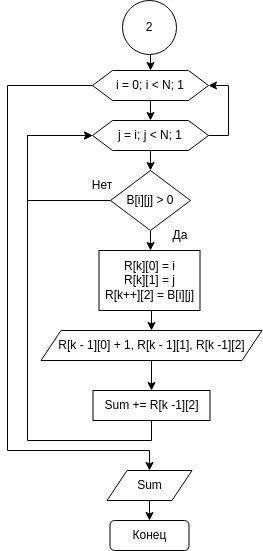 2
i = 0; i < N; 1
j = i; j < N; 1
Нет
B[i][j] > 0
Да
R[k][0] = i
R[k][1] = j
R[k++][2] = B[i][j]
R[k - 1][0] + 1, R[k - 1][1], R[k -1][2]
Sum += R[k -1][2]
Sum
Конец